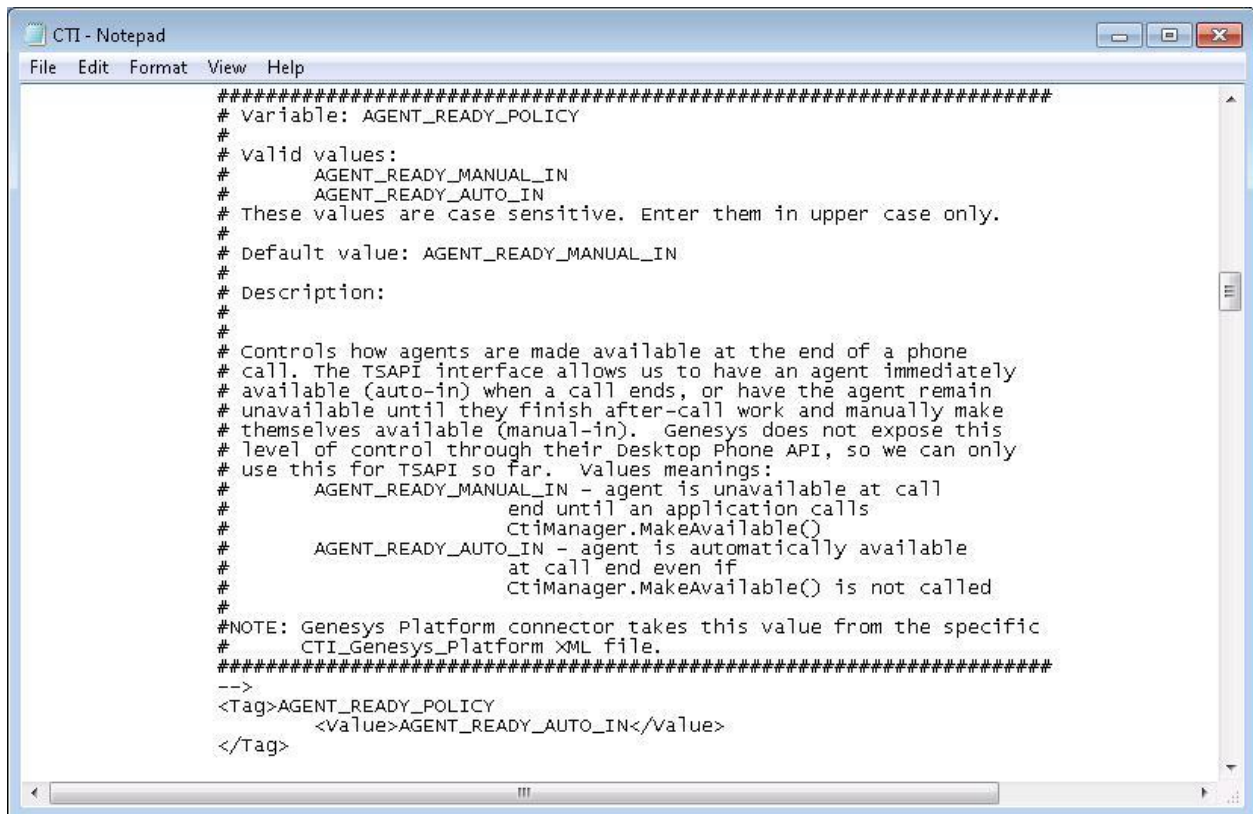 CTI - Notepad
File Edit Format View Help
######################################################################
# Variable: AGENT_READY_POLICY
#
# Valid values:
#       AGENT_READY_MANUAL_IN
#       AGENT_READY_AUTO_IN
# These values are case sensitive. Enter them in upper case only.
#
# Default value: AGENT_READY_MANUAL_IN
#
# Description:
#
#
# Controls how agents are made available at the end of a phone
# call. The TSAPI interface allows us to have an agent immediately
# available (auto-in) when a call ends, or have the agent remain
# unavailable until they finish after-call work and manually make
# themselves available (manual-in).  Genesys does not expose this
# level of control through their Desktop Phone API, so we can only
# use this for TSAPI so far.  Values meanings:
#       AGENT_READY_MANUAL_IN - agent is unavailable at call
#                       end until an application calls
#                       CtiManager.MakeAvailable()
#       AGENT_READY_AUTO_IN - agent is automatically available
#                       at call end even if
#                       CtiManager.MakeAvailable() is not called
#
#NOTE: Genesys Platform connector takes this value from the specific
#      CTI_Genesys_Platform XML file.
######################################################################
-->
<Tag>AGENT_READY_POLICY
        <Value>AGENT_READY_AUTO_IN</Value>
</Tag>